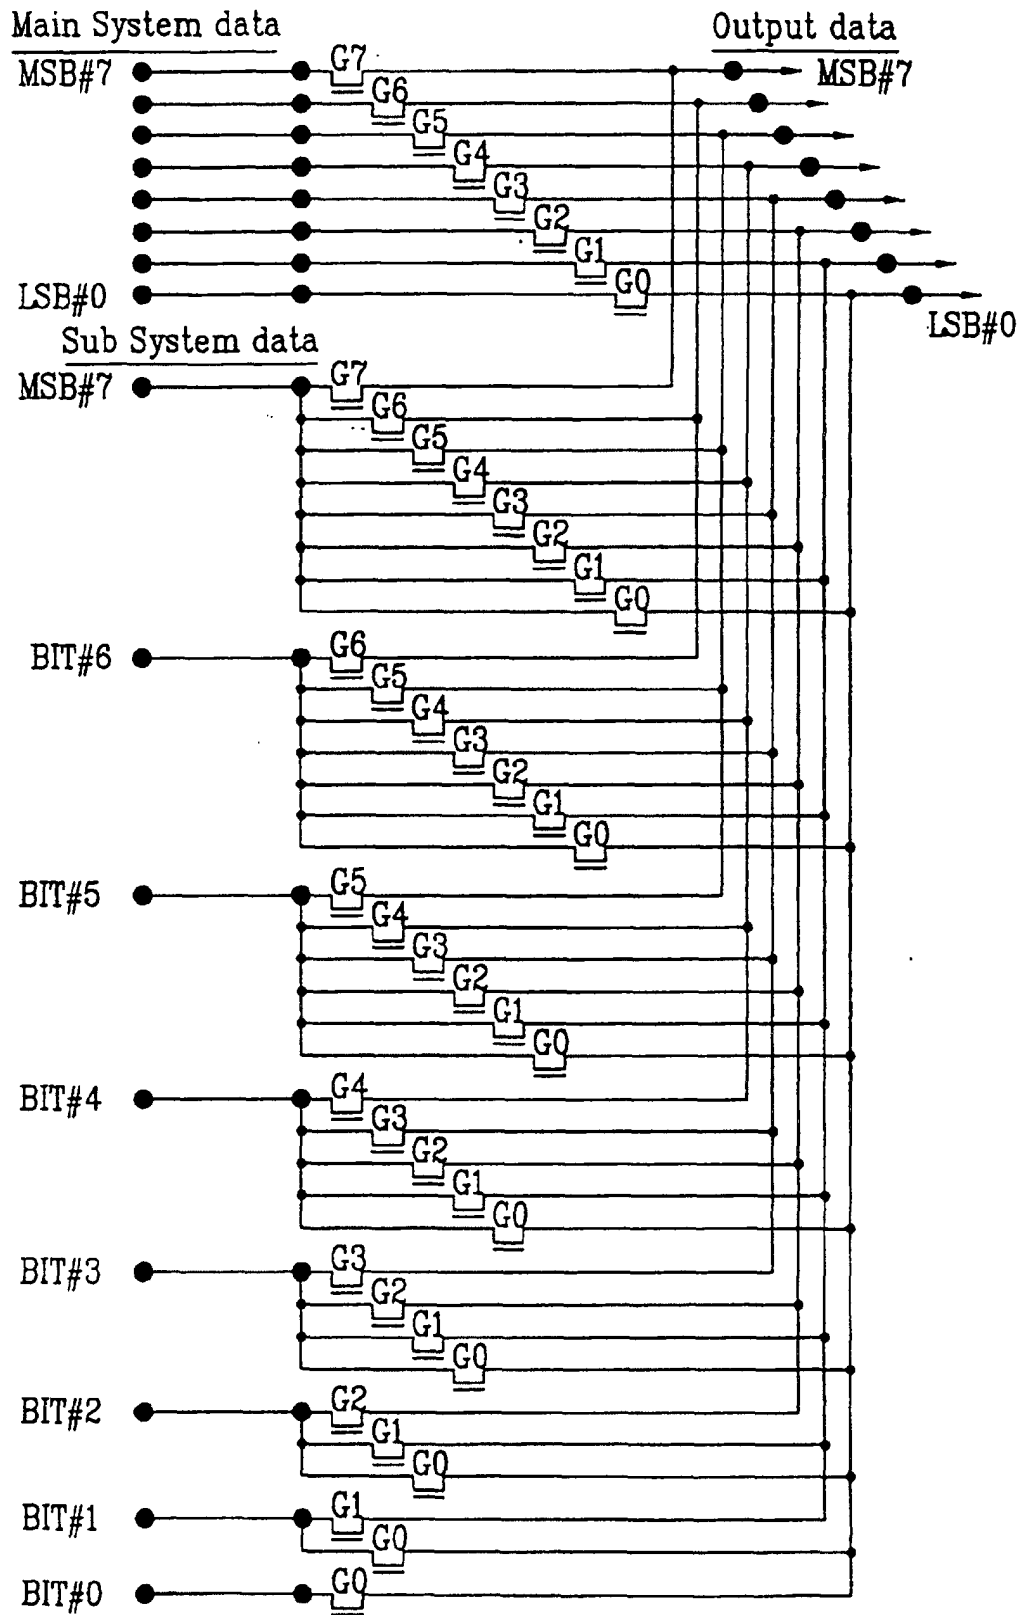 Main System data
Output data
MSB#7
G7
MSB#7
G6
G5
G4
G3
G2
G1
LSB#0
G0
LSB#0
Sub System data
MSB#7
G7
G6
G5
G4
G3
G2
G1
G0
BIT#6
G6
G5
G4
G3
G2
G1
G0
BIT#5
G5
G4
G3
G2
G1
G0
BIT#4
G4
G3
G2
G1
G0
BIT#3
G3
G2
G1
G0
BIT#2
G2
G1
G0
BIT#1
G1
G0
BIT#0
G0